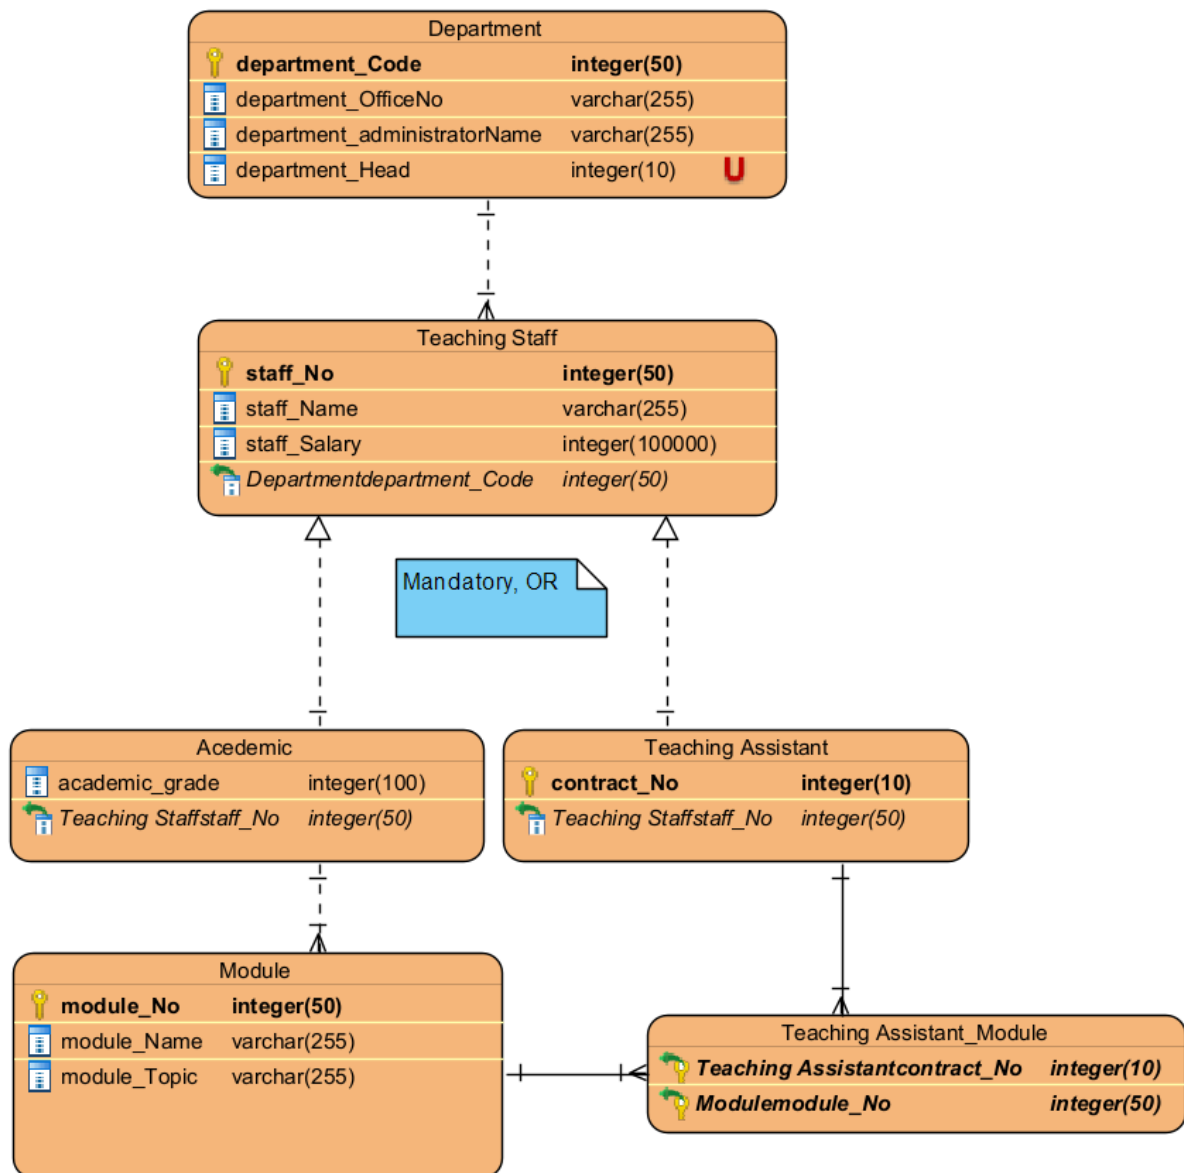 Department
department_Code integer(50)
department_OfficeNo varchar(255)
department_administratorName varchar(255)
department_Head integer(10) U
Teaching Staff
staff_No integer(50)
staff_Name varchar(255)
staff_Salary integer(100000)
Departmentdepartment_Code integer(50)
Mandatory, OR
Acedemic
academic_grade integer(100)
Teaching Staffstaff_No integer(50)
Teaching Assistant
contract_No integer(10)
Teaching Staffstaff_No integer(50)
Module
module_No integer(50)
module_Name varchar(255)
module_Topic varchar(255)
Teaching Assistant_Module
Teaching Assistantcontract_No integer(10)
Modulemodule_No integer(50)